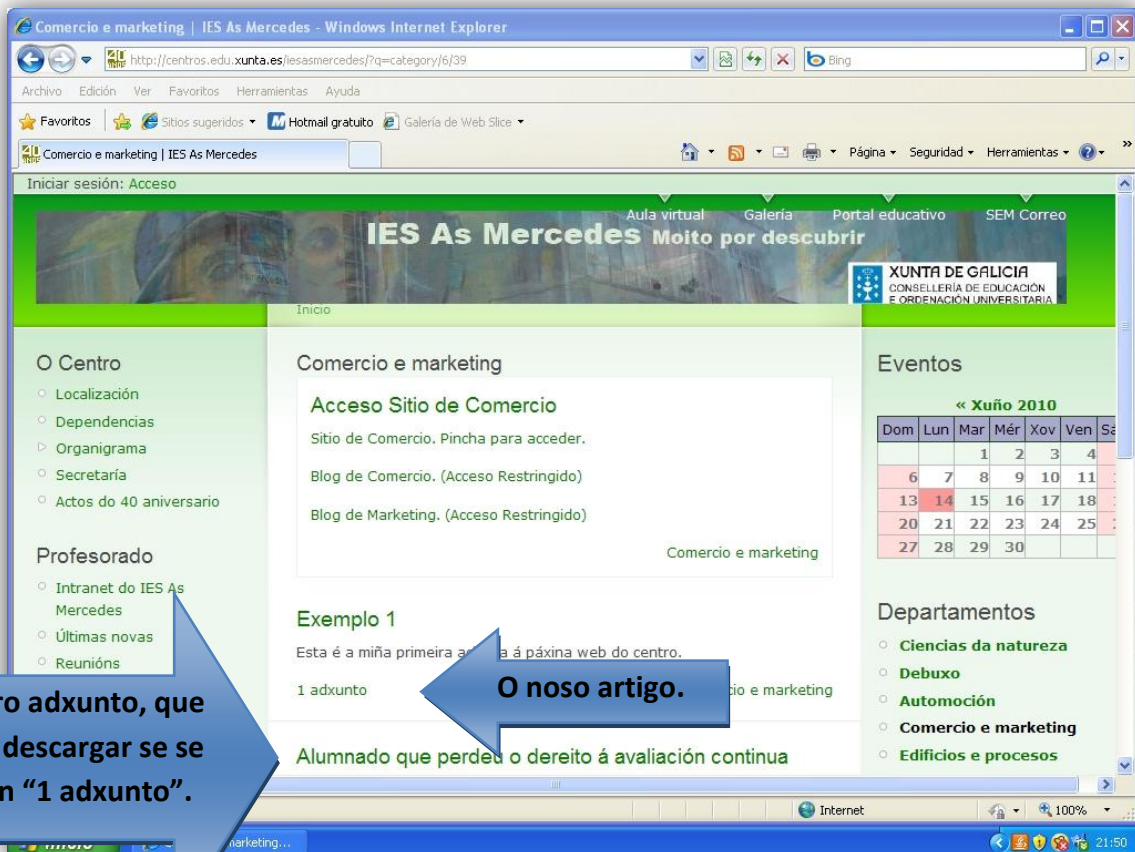 Comercio e marketing | IES As Mercedes - Windows Internet Explorer
http://centros.edu.xunta.es/iesasmercedes/?q=category/6/39
Bing
Archivo Edición Ver Favoritos Herramientas Ayuda
Favoritos Sitios sugeridos Hotmail gratuito Galería de Web Slice
Comercio e marketing | IES As Mercedes
Página Seguridad Herramientas »
Iniciar sesión: Acceso
Aula virtual Galería Portal educativo SEM Correo
IES As Mercedes Moito por descubrir
XUNTA DE GALICIA
CONSELLERÍA DE EDUCACIÓN
E ORDENACIÓN UNIVERSITARIA
Inicio
O Centro
Localización
Dependencias
Organigrama
Secretaría
Actos do 40 aniversario
Profesorado
Intranet do IES As
Mercedes
Últimas novas
Reunións
Comercio e marketing
Acceso Sitio de Comercio
Sitio de Comercio. Pincha para acceder.
Blog de Comercio. (Acceso Restringido)
Blog de Marketing. (Acceso Restringido)
Comercio e marketing
Exemplo 1
Esta é a miña primeira a á páxina web do centro.
1 adxunto
cio e marketing
O noso artigo.
Alumnado que perdeu o dereito á avaliación continua
ro adxunto, que
descargar se se
n “1 adxunto”.
Eventos
« Xuño 2010
Dom Lun Mar Mér Xov Ven Sá
1 2 3 4
6 7 8 9 10 11
13 14 15 16 17 18
20 21 22 23 24 25
27 28 29 30
Departamentos
Ciencias da natureza
Debuxo
Automoción
Comercio e marketing
Edificios e procesos
Internet
100%
Inicio
marketing...
21:50